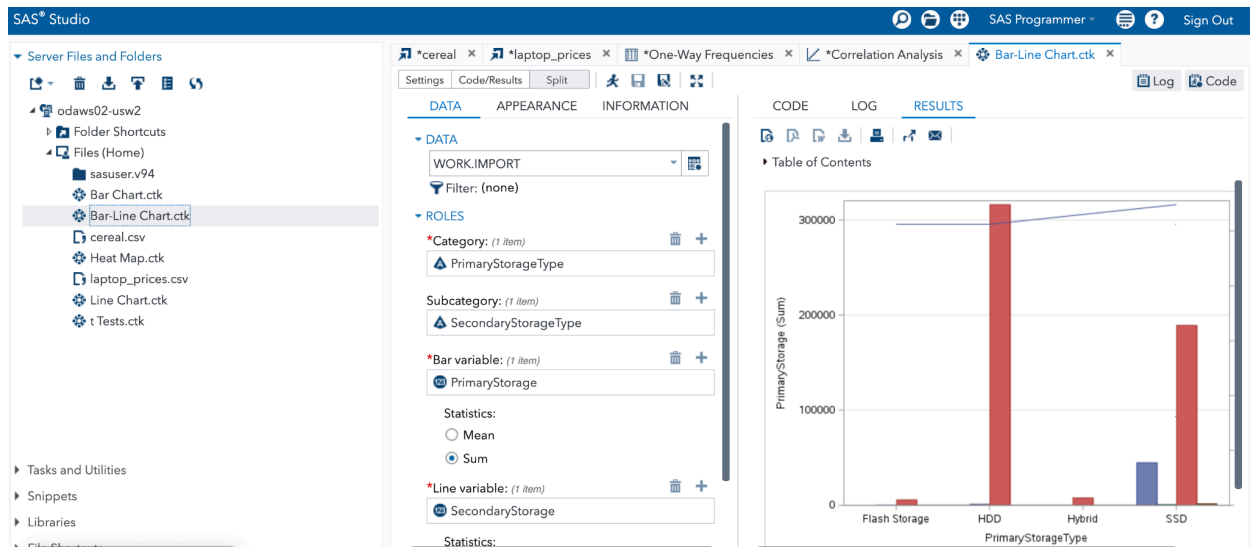 SAS® Studio
SAS Programmer
Sign Out
Server Files and Folders
odaws02-usw2
Folder Shortcuts
Files (Home)
sasuser.v94
Bar Chart.ctk
Bar-Line Chart.ctk
cereal.csv
Heat Map.ctk
laptop_prices.csv
Line Chart.ctk
t Tests.ctk
Tasks and Utilities
Snippets
Libraries
*cereal × *laptop_prices × *One-Way Frequencies × *Correlation Analysis × Bar-Line Chart.ctk ×
Settings Code/Results Split
Log Code
DATA APPEARANCE INFORMATION
DATA
WORK.IMPORT
Filter: (none)
ROLES
*Category: (1 item)
PrimaryStorageType
Subcategory: (1 item)
SecondaryStorageType
*Bar variable: (1 item)
123 PrimaryStorage
Statistics:
Mean
Sum
*Line variable: (1 item)
123 SecondaryStorage
Statistics:
CODE LOG RESULTS
Table of Contents
300000
200000
100000
0
PrimaryStorage (Sum)
Flash Storage HDD Hybrid SSD
PrimaryStorageType